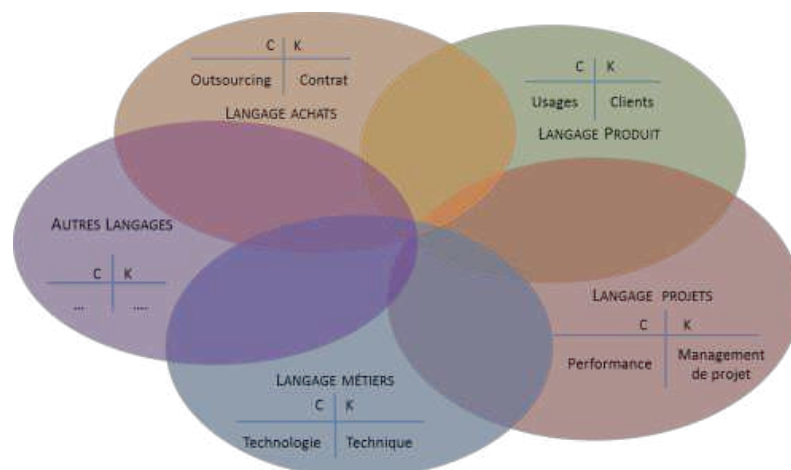 C K
Outsourcing Contrat
LANGAGE ACHATS
C K
Usages Clients
LANGAGE PRODUIT
AUTRES LANGAGES
C K
... ....
LANGAGE PROJETS
C K
Performance Management
de projet
LANGAGE MÉTIERS
C K
Technologie Technique